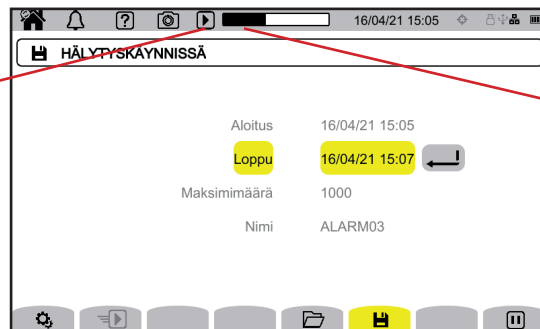 16/04/21 15:05
HÄLYTYSKÄYNNISSÄ
Aloitus 16/04/21 15:05
Loppu 16/04/21 15:07
Maksimimäärä 1000
Nimi ALARM03